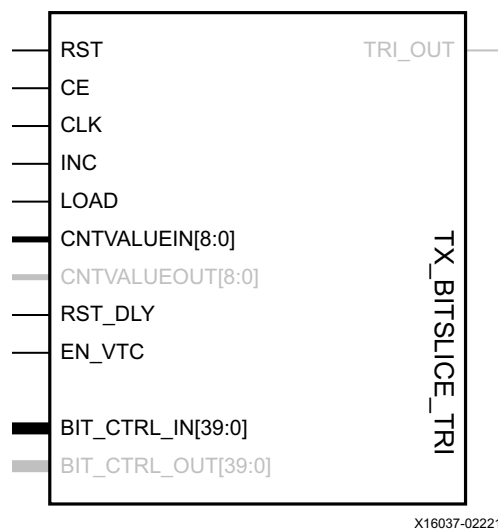 RST
TRI_OUT
CE
CLK
INC
LOAD
CNTVALUEIN[8:0]
CNTVALUEOUT[8:0]
RST_DLY
EN_VTC
BIT_CTRL_IN[39:0]
BIT_CTRL_OUT[39:0]
TX_BITSLICE_TRI
X16037-02221